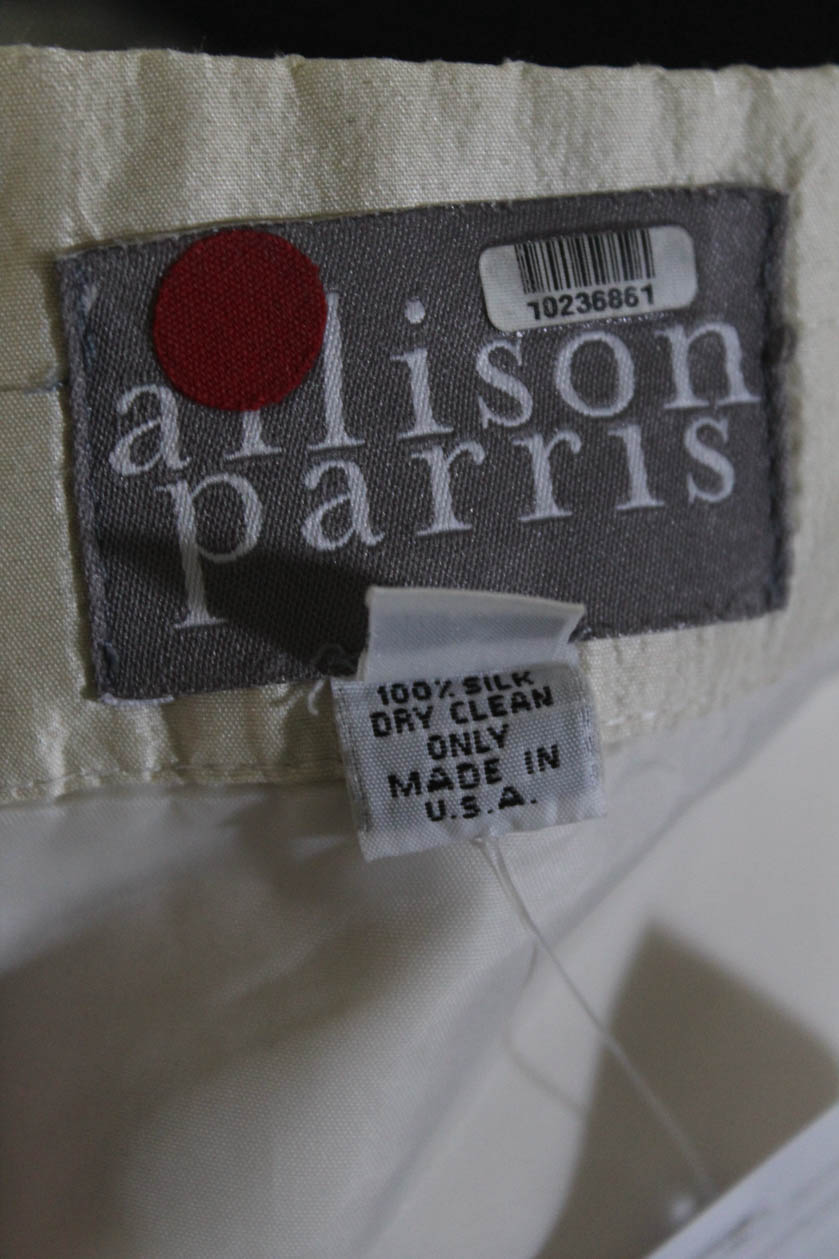 10236861
allison
parris
100% SILK
DRY CLEAN
ONLY
MADE IN
U.S.A.